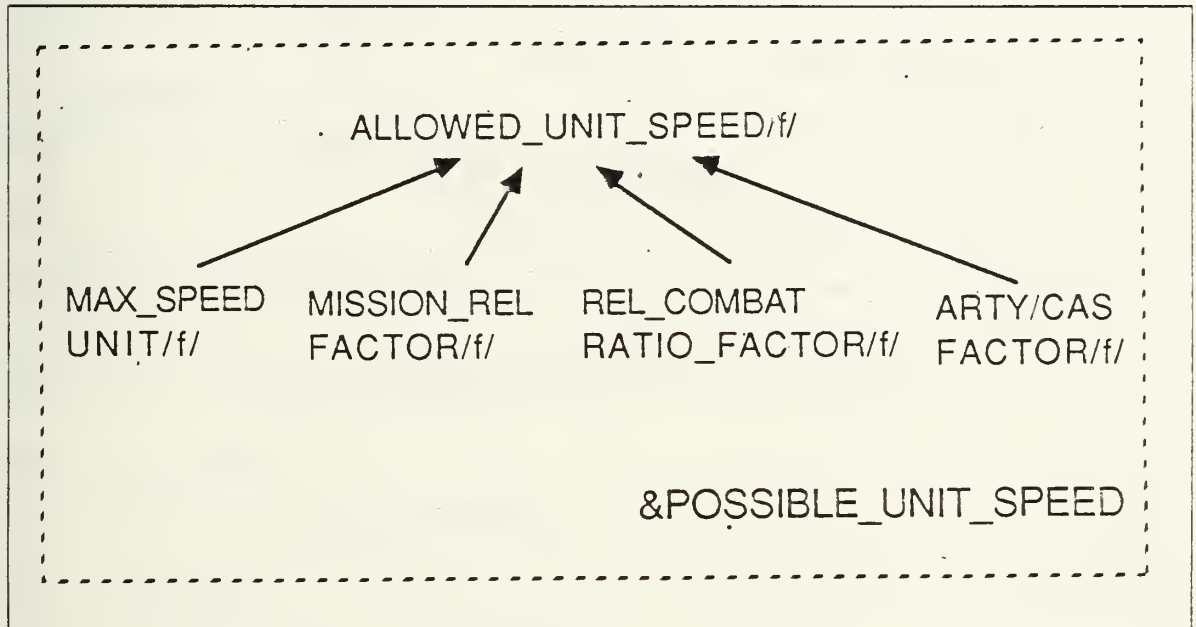 ALLOWED_UNIT_SPEED/f/
MAX_SPEED
UNIT/f/
MISSION_REL
FACTOR/f/
REL_COMBAT
RATIO_FACTOR/f/
ARTY/CAS
FACTOR/f/
&POSSIBLE_UNIT_SPEED